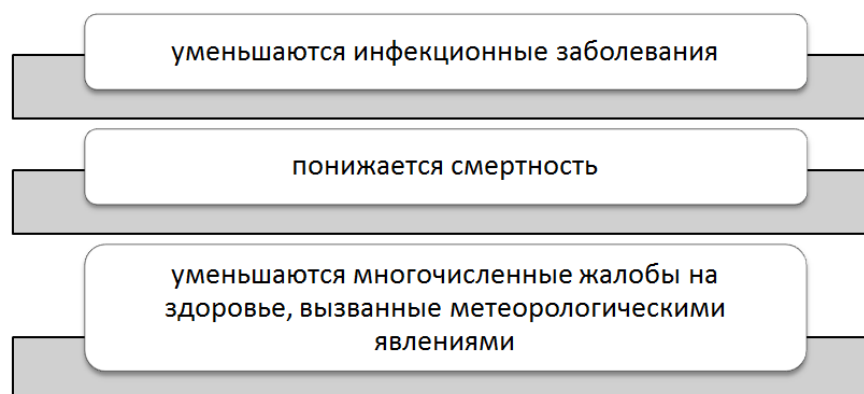 уменьшаются инфекционные заболевания
понижается смертность
уменьшаются многочисленные жалобы на
здоровье, вызванные метеорологическими
явлениями